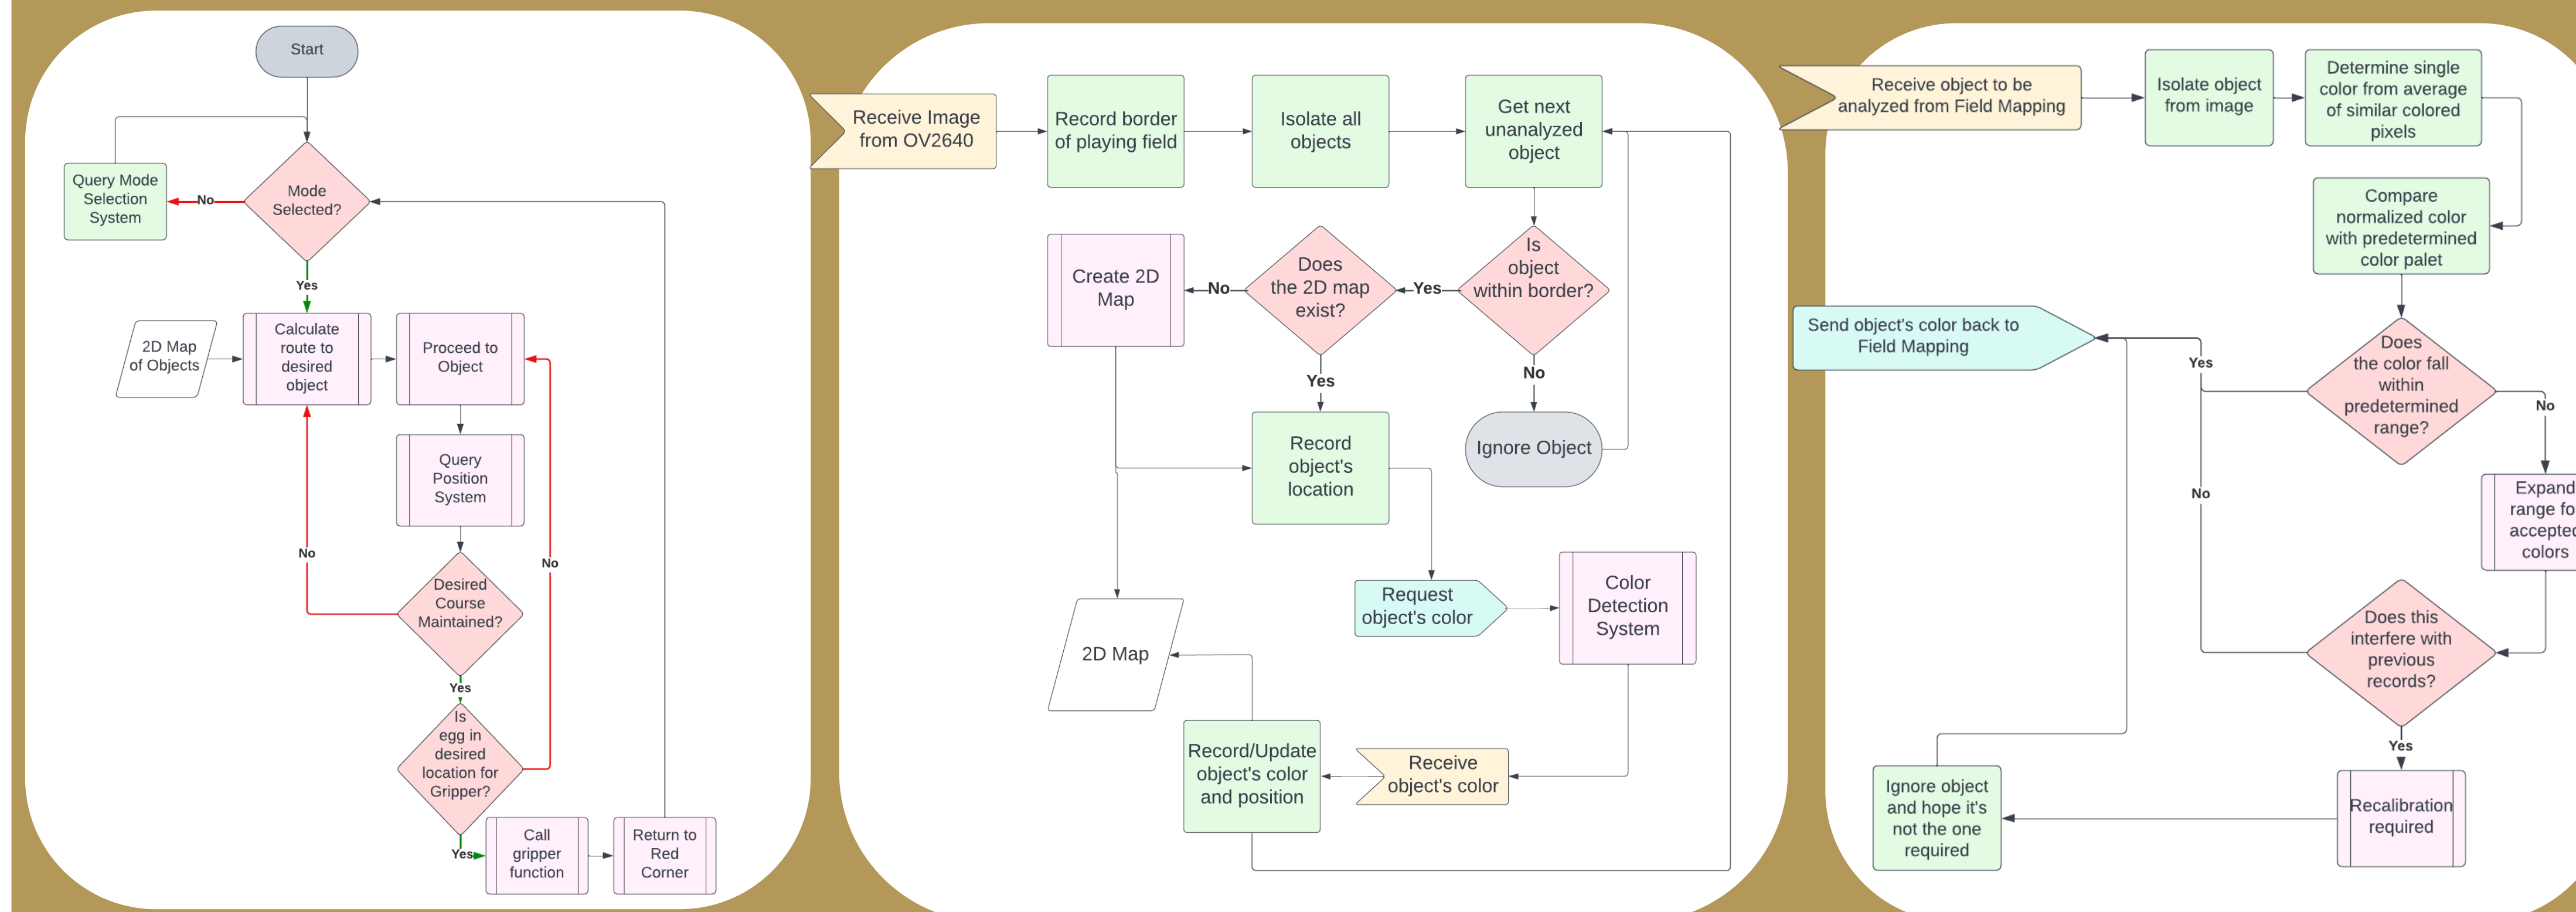 Start
Query Mode
Selection
System
No
Mode
Selected?
Yes
2D Map
of Objects
Calculate
route to
desired
object
Proceed to
Object
Query
Position
System
No
No
Desired
Course
Maintained?
Yes
Is
egg in
desired
location for
Gripper?
Yes
Call
gripper
function
Return to
Red
Corner
Receive Image
from OV2640
Record border
of playing field
Isolate all
objects
Get next
unanalyzed
object
Create 2D
Map
No
Does
the 2D map
exist?
Yes
Is
object
within border?
Yes
No
Record
object's
location
Ignore Object
Request
object's color
Color
Detection
System
2D Map
Record/Update
object's color
and position
Receive
object's color
Receive object to be
analyzed from Field Mapping
Isolate object
from image
Determine single
color from average
of similar colored
pixels
Compare
normalized color
with predetermined
color palet
Send object's color back to
Field Mapping
Yes
Does
the color fall
within
predetermined
range?
No
No
Expand
range fo
accepted
colors
Does this
interfere with
previous
records?
Yes
Ignore object
and hope it's
not the one
required
Recalibration
required